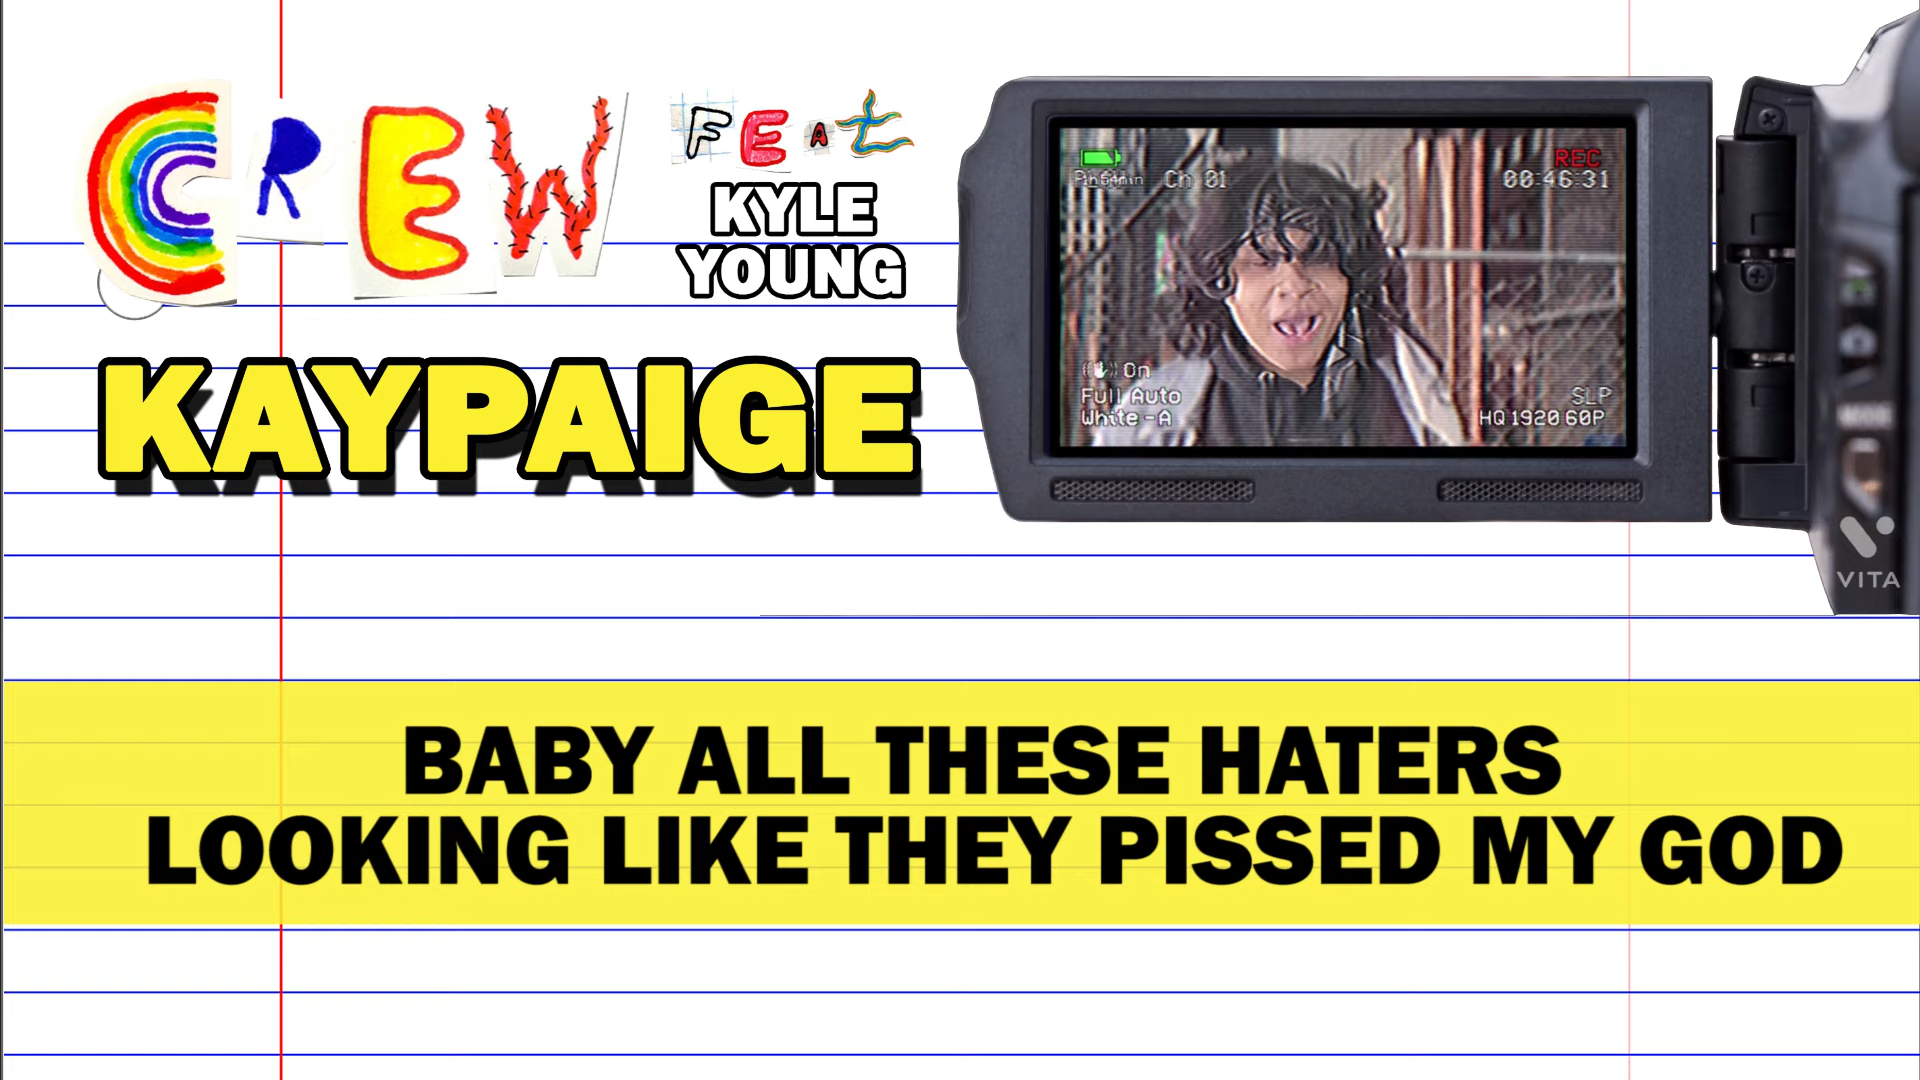 CREW FEAT
KYLE
YOUNG
KAYPAIGE
REC
Ch 01
00:46:31
On
Full Auto
White-A
SLP
HQ 1920 60P
VITA
BABY ALL THESE HATERS
LOOKING LIKE THEY PISSED MY GOD